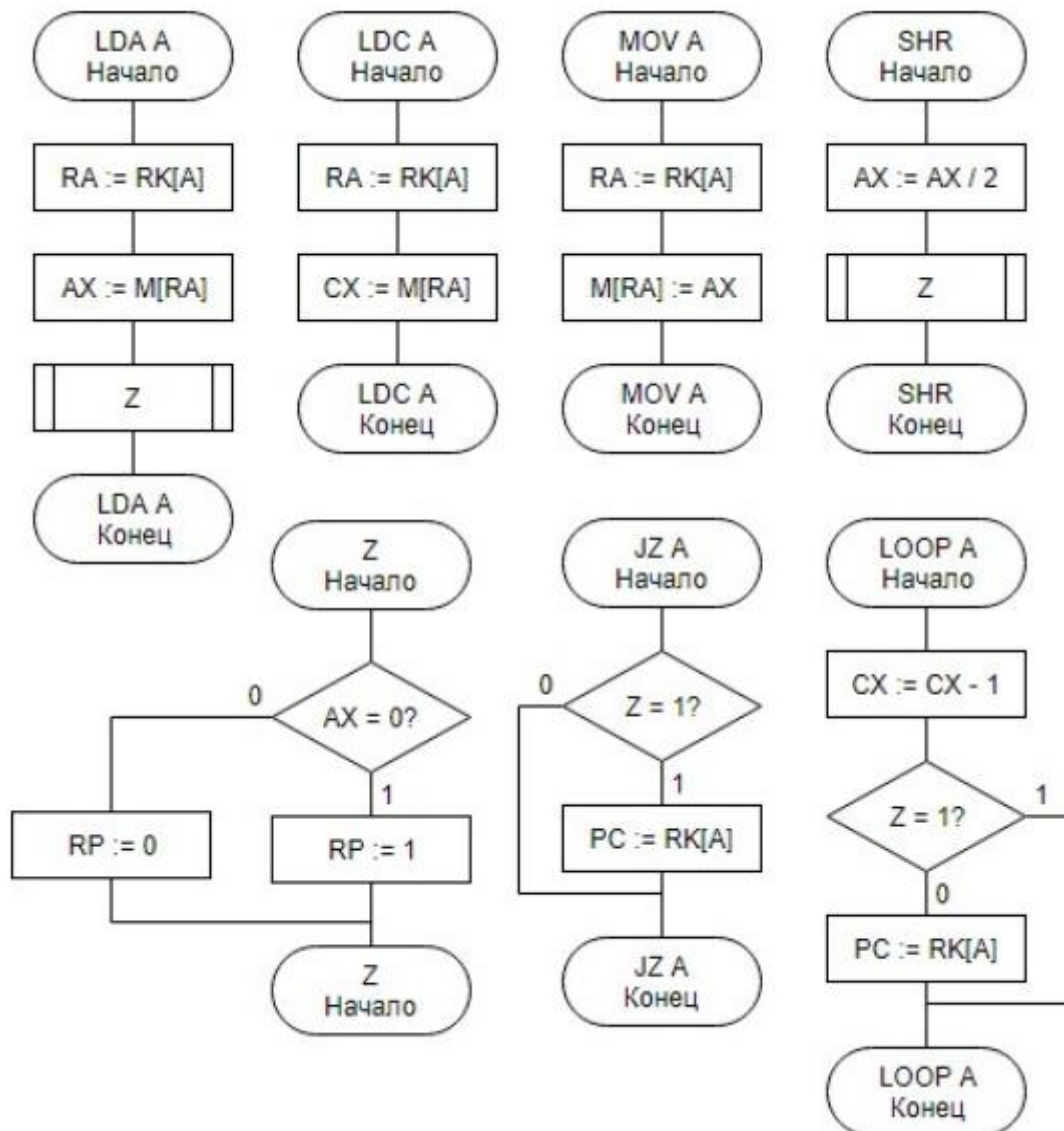 LDA A
Начало
RA := RK[A]
AX := M[RA]
Z
LDA A
Конец
LDC A
Начало
RA := RK[A]
CX := M[RA]
LDC A
Конец
MOV A
Начало
RA := RK[A]
M[RA] := AX
MOV A
Конец
SHR
Начало
AX := AX / 2
Z
SHR
Конец
Z
Начало
AX = 0?
0
1
RP := 0
RP := 1
Z
Начало
JZ A
Начало
0
Z = 1?
1
PC := RK[A]
JZ A
Конец
LOOP A
Начало
CX := CX - 1
Z = 1?
1
0
PC := RK[A]
LOOP A
Конец